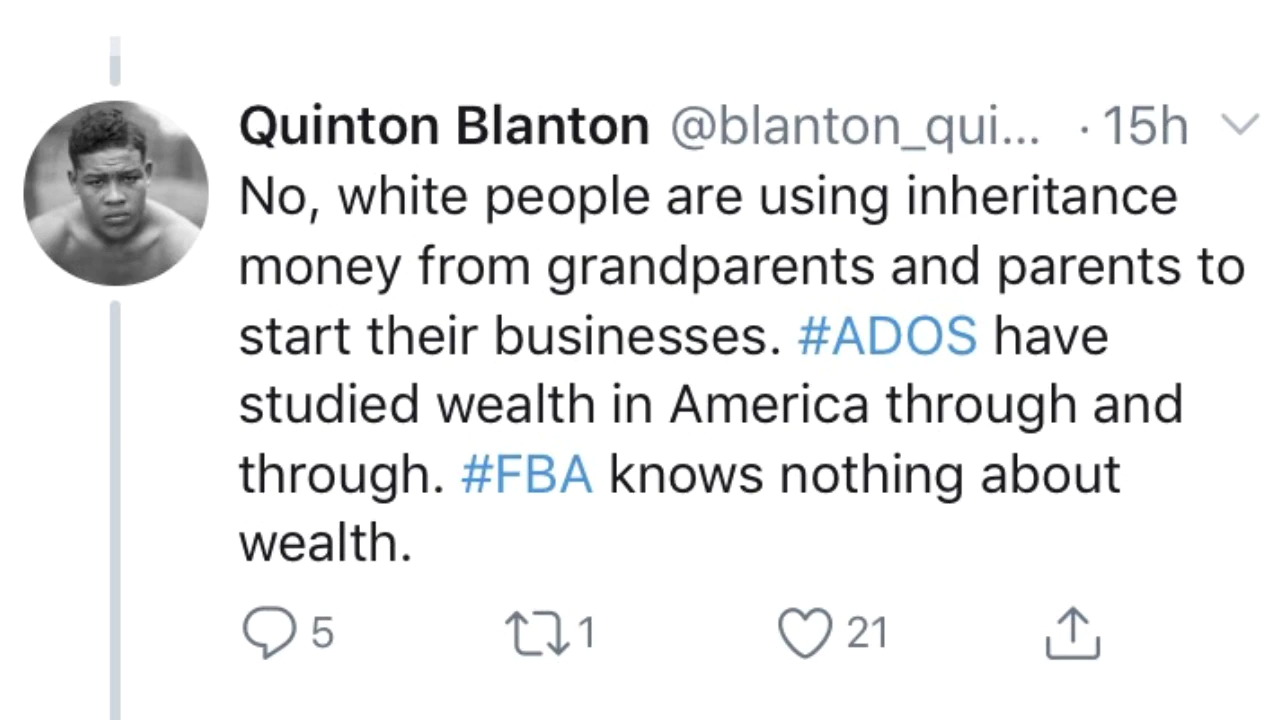 Quinton Blanton @blanton_qui... · 15h
No, white people are using inheritance
money from grandparents and parents to
start their businesses. #ADOS have
studied wealth in America through and
through. #FBA knows nothing about
wealth.
5 1 21